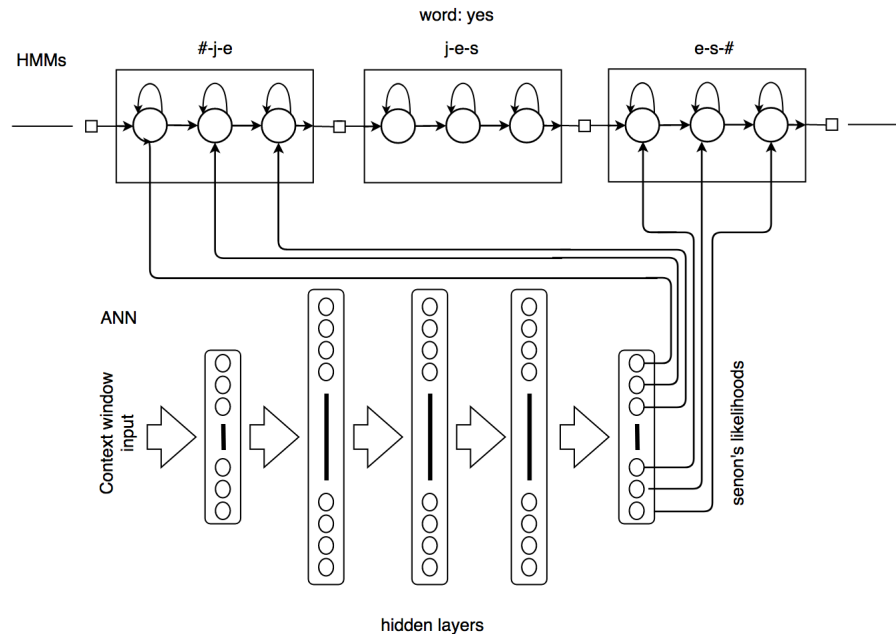 word: yes
HMMs
#-j-e
j-e-s
e-s-#
ANN
Context window
input
senon's likelihoods
hidden layers